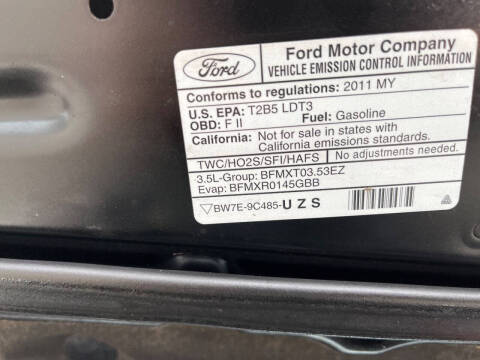 Ford
Ford Motor Company
VEHICLE EMISSION CONTROL INFORMATION
Conforms to regulations: 2011 MY
U.S. EPA: T2B5 LDT3
OBD: F II Fuel: Gasoline
California: Not for sale in states with
California emissions standards.
TWC/HO2S/SFI/HAFS No adjustments needed.
3.5L-Group: BFMXT03.53EZ
Evap: BFMXR0145GBB
BW7E-9C485-U Z S